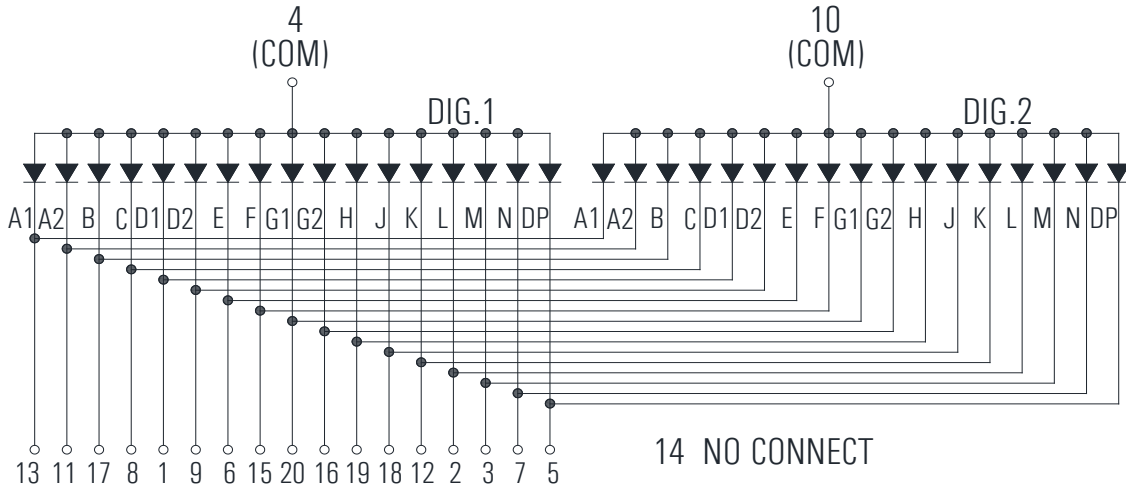 4
(COM)
10
(COM)
DIG.1
DIG.2
A1 A2 B C D1 D2 E F G1 G2 H J K L M N DP
A1 A2 B C D1 D2 E F G1 G2 H J K L M N DP
14 NO CONNECT
13 11 17 8 1 9 6 15 20 16 19 18 12 2 3 7 5